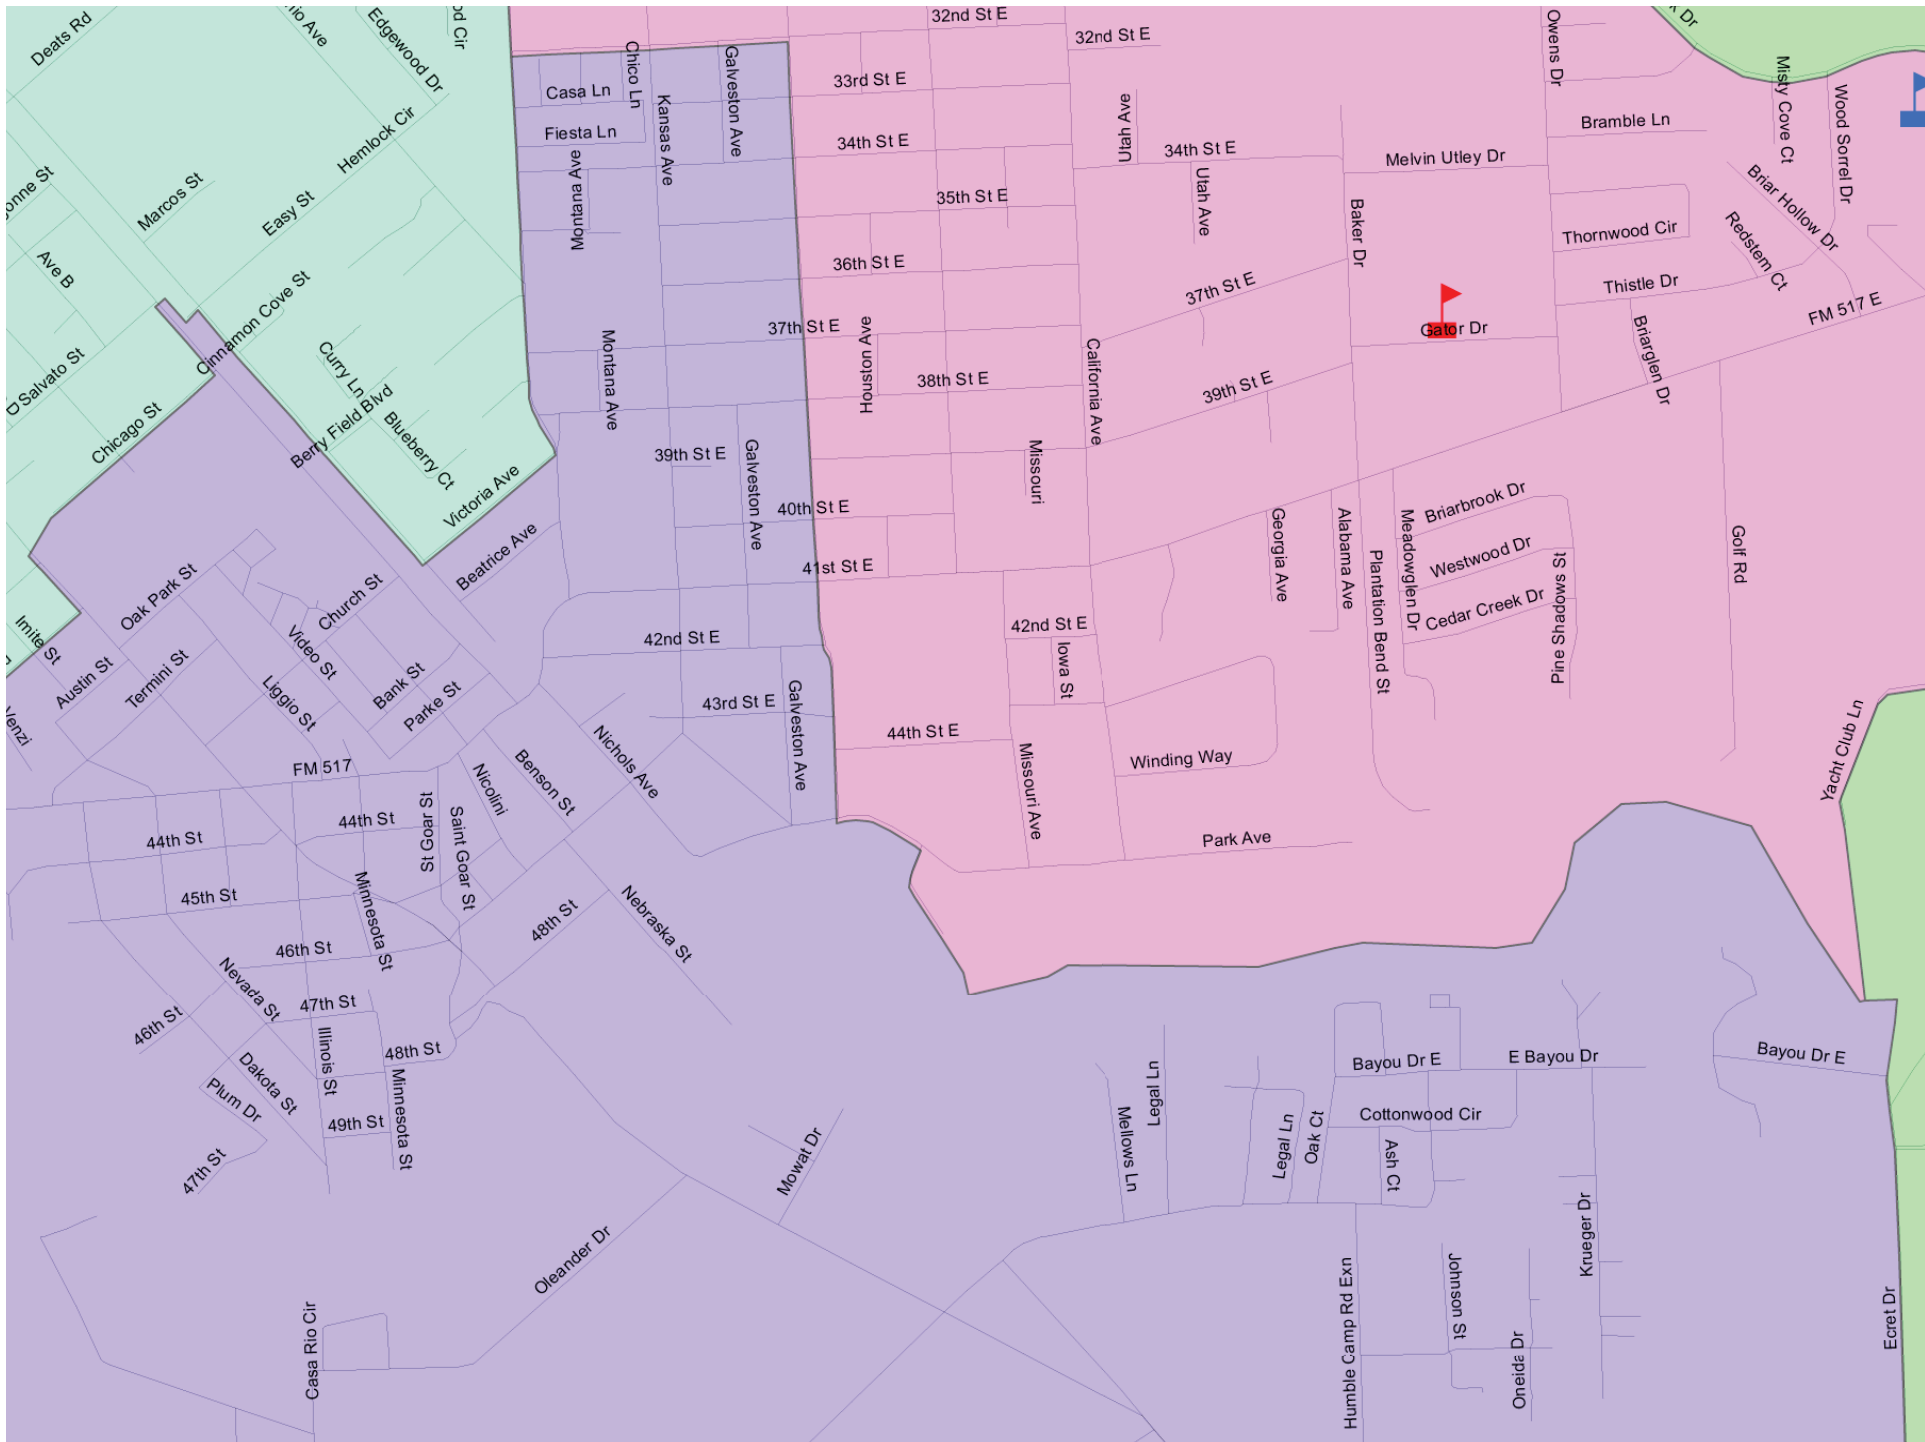 Deats Rd
Edgewood Dr
32nd St E
32nd St E
Owens Dr
Chico Ln
Galveston Ave
33rd St E
Casa Ln
Kansas Ave
Misty Cove Ct
Wood Sorrel Dr
Hemlock Cir
Fiesta Ln
34th St E
Utah Ave
34th St E
Melvin Utley Dr
Bramble Ln
Marcos St
Easy St
Montana Ave
35th St E
Utah Ave
Baker Dr
Briar Hollow Dr
Thornwood Cir
Redstem Ct
Ave B
Cinnamon Cove St
36th St E
37th St E
Thistle Dr
FM 517 E
37th St E
Gator Dr
Houston Ave
Montana Ave
California Ave
Briarglen Dr
D Salvato St
Curry Ln
38th St E
39th St E
Chicago St
Berry Field Blvd
Blueberry Ct
39th St E
Galveston Ave
Missouri
Victoria Ave
40th St E
Georgia Ave
Alabama Ave
Meadowglen Dr
Briarbrook Dr
Golf Rd
Beatrice Ave
41st St E
Plantation Bend St
Westwood Dr
Pine Shadows St
Oak Park St
Church St
Cedar Creek Dr
Video St
42nd St E
42nd St E
Iowa St
Austin St
Termini St
Liggio St
Bank St
Parke St
43rd St E
Galveston Ave
Venzi
44th St E
Missouri Ave
Winding Way
Yacht Club Ln
FM 517
Nicolini
Benson St
Nichols Ave
44th St
44th St
St Goar St
Saint Goar St
Park Ave
45th St
Minnesota St
48th St
Nebraska St
46th St
Nevada St
47th St
46th St
Illinois St
48th St
Bayou Dr E
E Bayou Dr
Bayou Dr E
Dakota St
Plum Dr
Minnesota St
Legal Ln
Mellows Ln
Legal Ln
Oak Ct
Cottonwood Cir
49th St
Ash Ct
47th St
Mowat Dr
Krueger Dr
Oleander Dr
Humble Camp Rd Exn
Johnson St
Casa Rio Cir
Oneida Dr
Ecret Dr